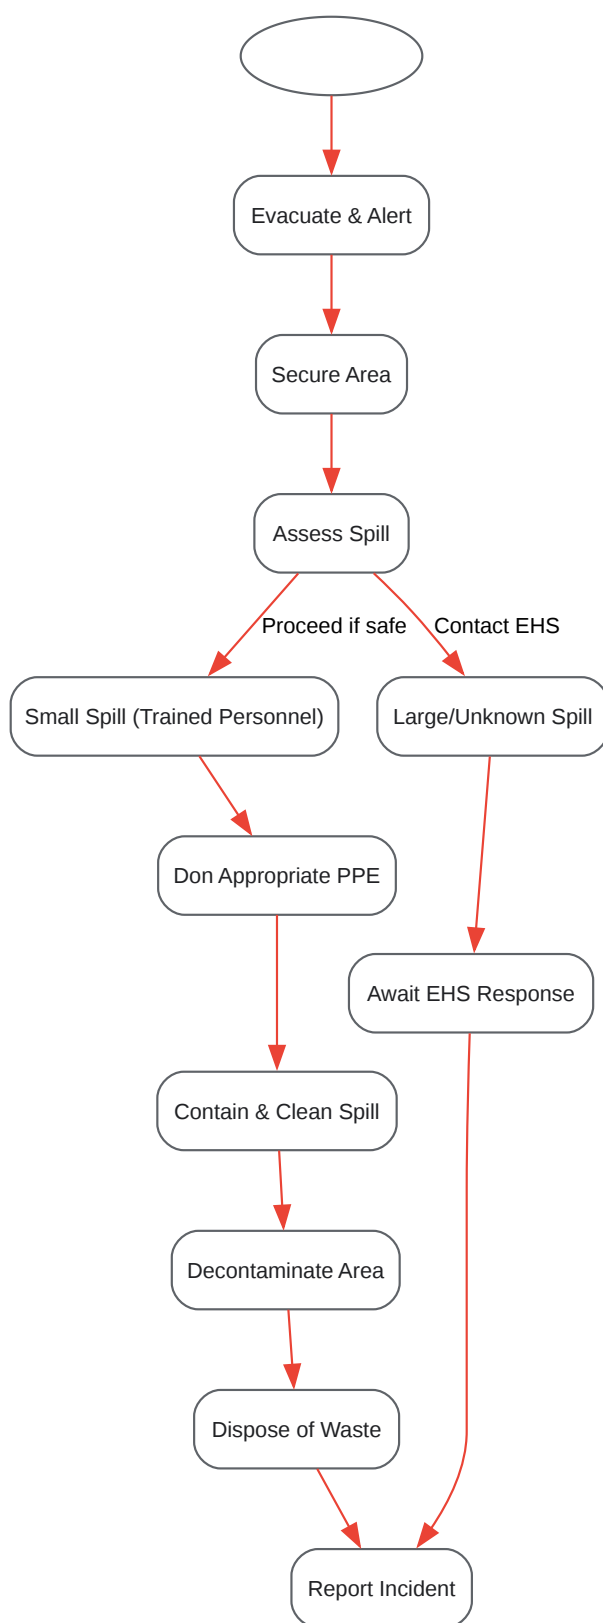 Evacuate & Alert
Secure Area
Assess Spill
Proceed if safe
Contact EHS
Small Spill (Trained Personnel)
Large/Unknown Spill
Don Appropriate PPE
Await EHS Response
Contain & Clean Spill
Decontaminate Area
Dispose of Waste
Report Incident